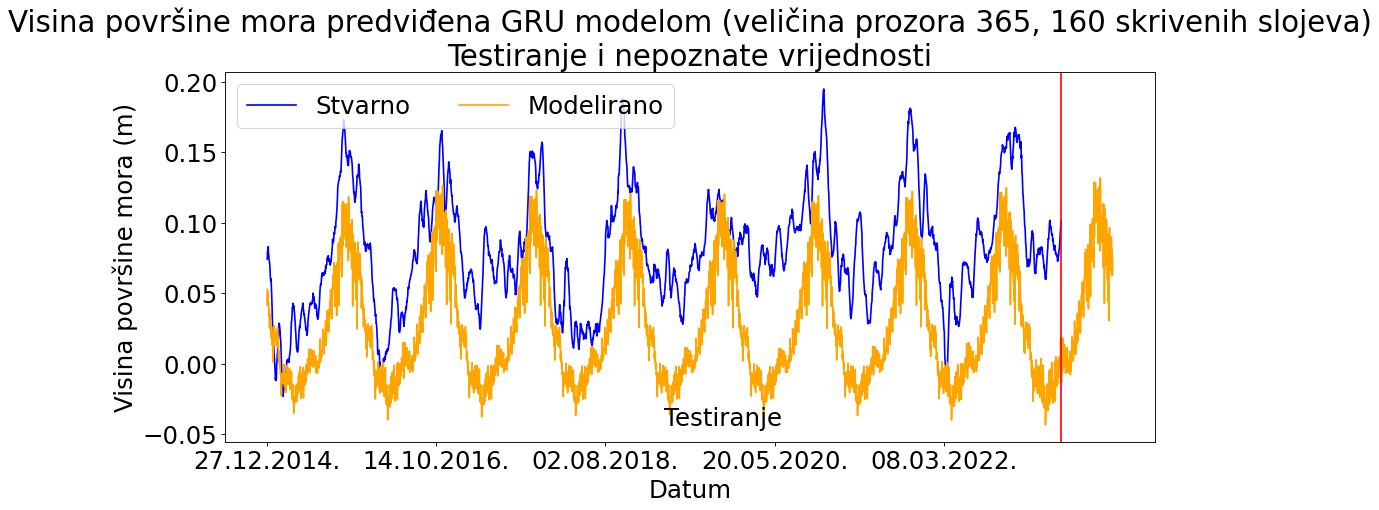 Visina površine mora predviđena GRU modelom (veličina prozora 365, 160 skrivenih slojeva)
Testiranje i nepoznate vrijednosti
Stvarno Modelirano
Visina površine mora (m)
0.20
0.15
0.10
0.05
0.00
−0.05
Testiranje
27.12.2014. 14.10.2016. 02.08.2018. 20.05.2020. 08.03.2022.
Datum